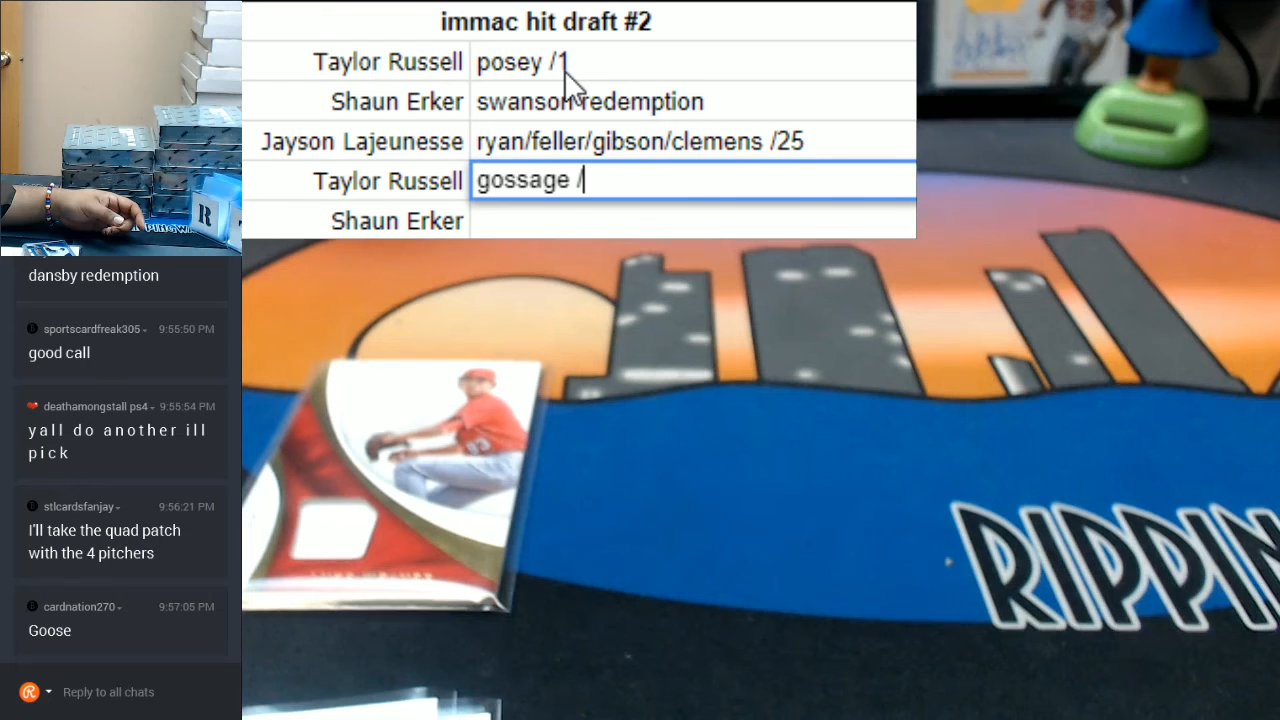 immac hit draft #2
Taylor Russell posey /1
Shaun Erker swanson redemption
Jayson Lajeunesse ryan/feller/gibson/clemens /25
Taylor Russell gossage /
Shaun Erker
R
dansby redemption
sportscardfreak305 9:55:50 PM
good call
deathamongstall ps4 9:55:54 PM
yall do another ill
pick
stlcardsfanjay 9:56:21 PM
I'll take the quad patch
with the 4 pitchers
cardnation270 9:57:05 PM
Goose
Reply to all chats
RIPPIN